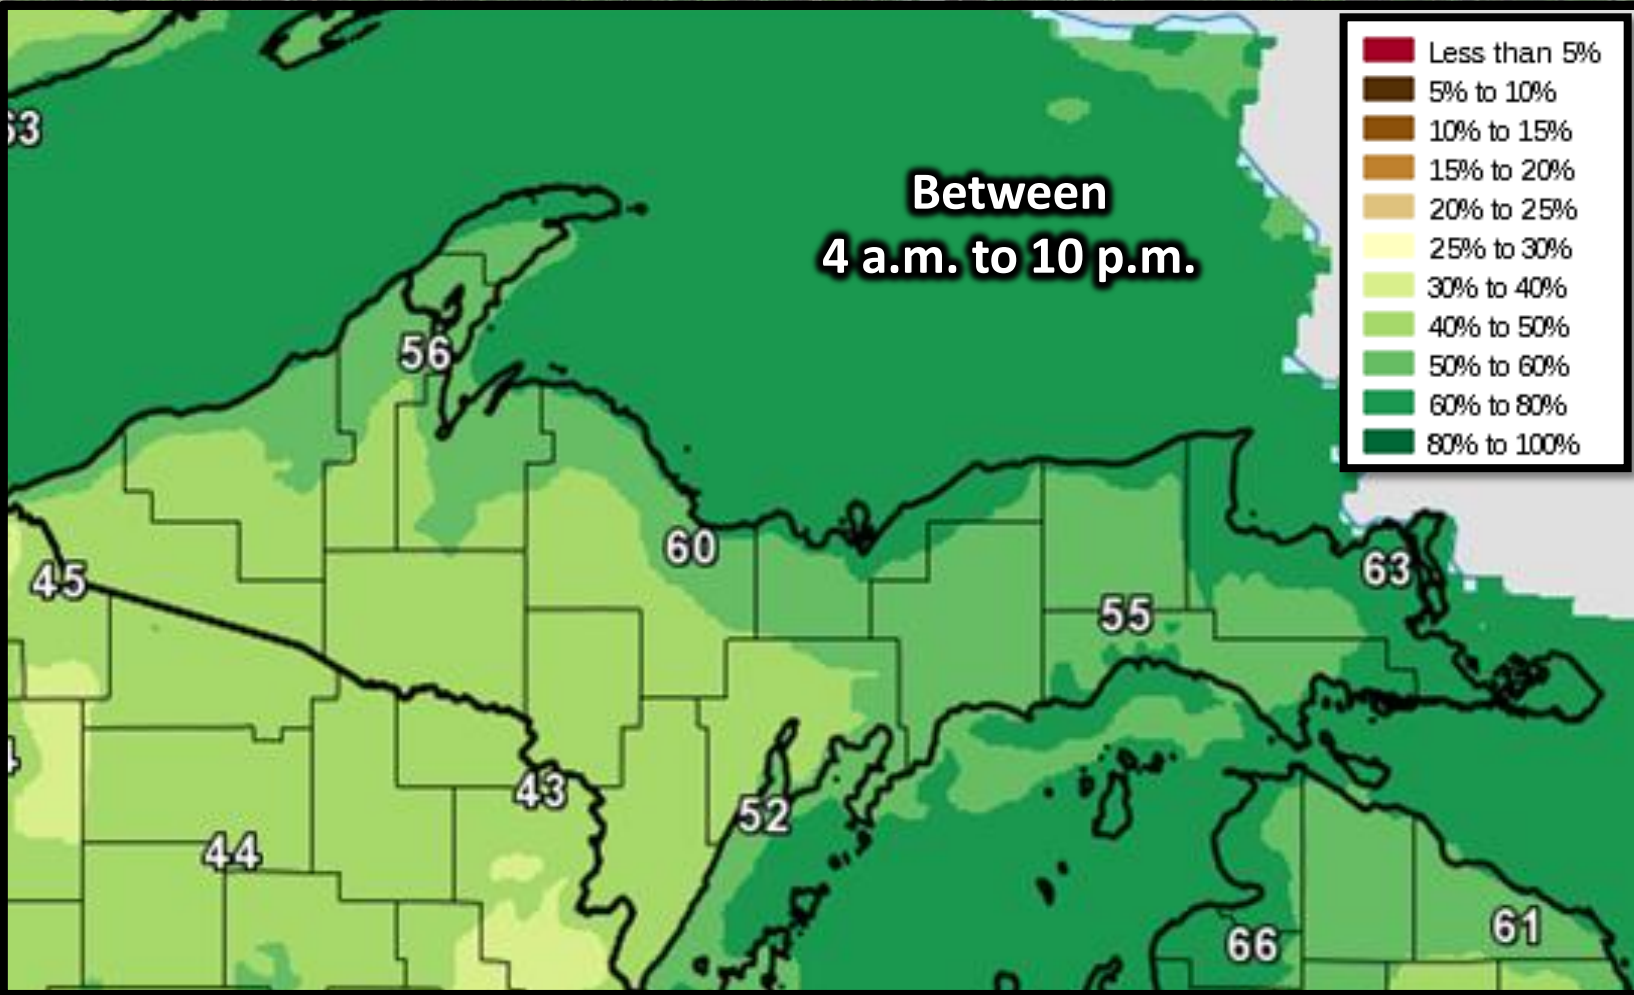 Less than 5%
5% to 10%
10% to 15%
15% to 20%
20% to 25%
25% to 30%
30% to 40%
40% to 50%
50% to 60%
60% to 80%
80% to 100%
Between
4 a.m. to 10 p.m.
63
56
60
45
63
55
4
43
52
44
66
61